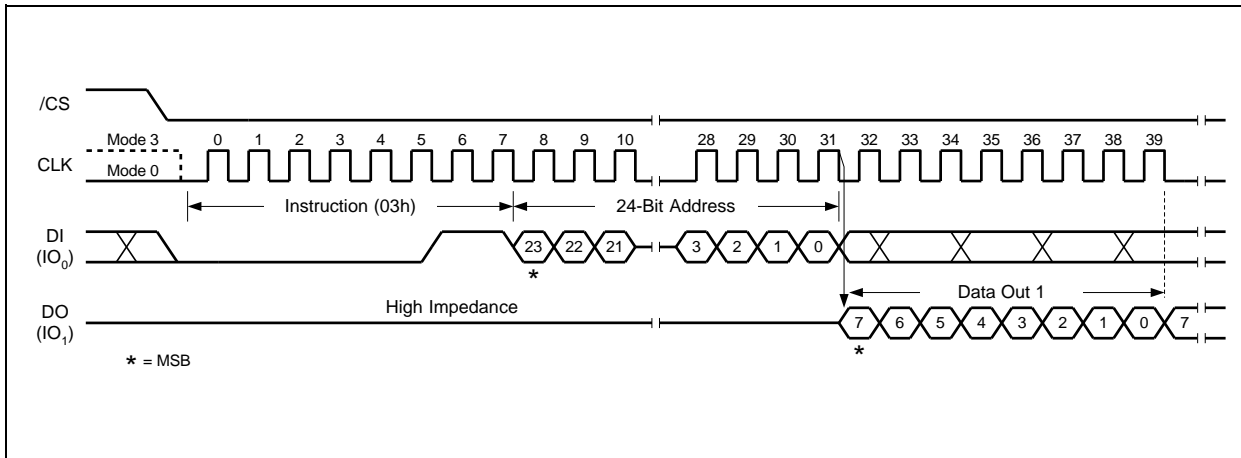 /CS
Mode 3
0 1 2 3 4 5 6 7 8 9 10 28 29 30 31 32 33 34 35 36 37 38 39
CLK
Mode 0
Instruction (03h)
24-Bit Address
DI
(IO0)
23 22 21 3 2 1 0
*
Data Out 1
High Impedance
DO
(IO1)
7 6 5 4 3 2 1 0 7
*
* = MSB